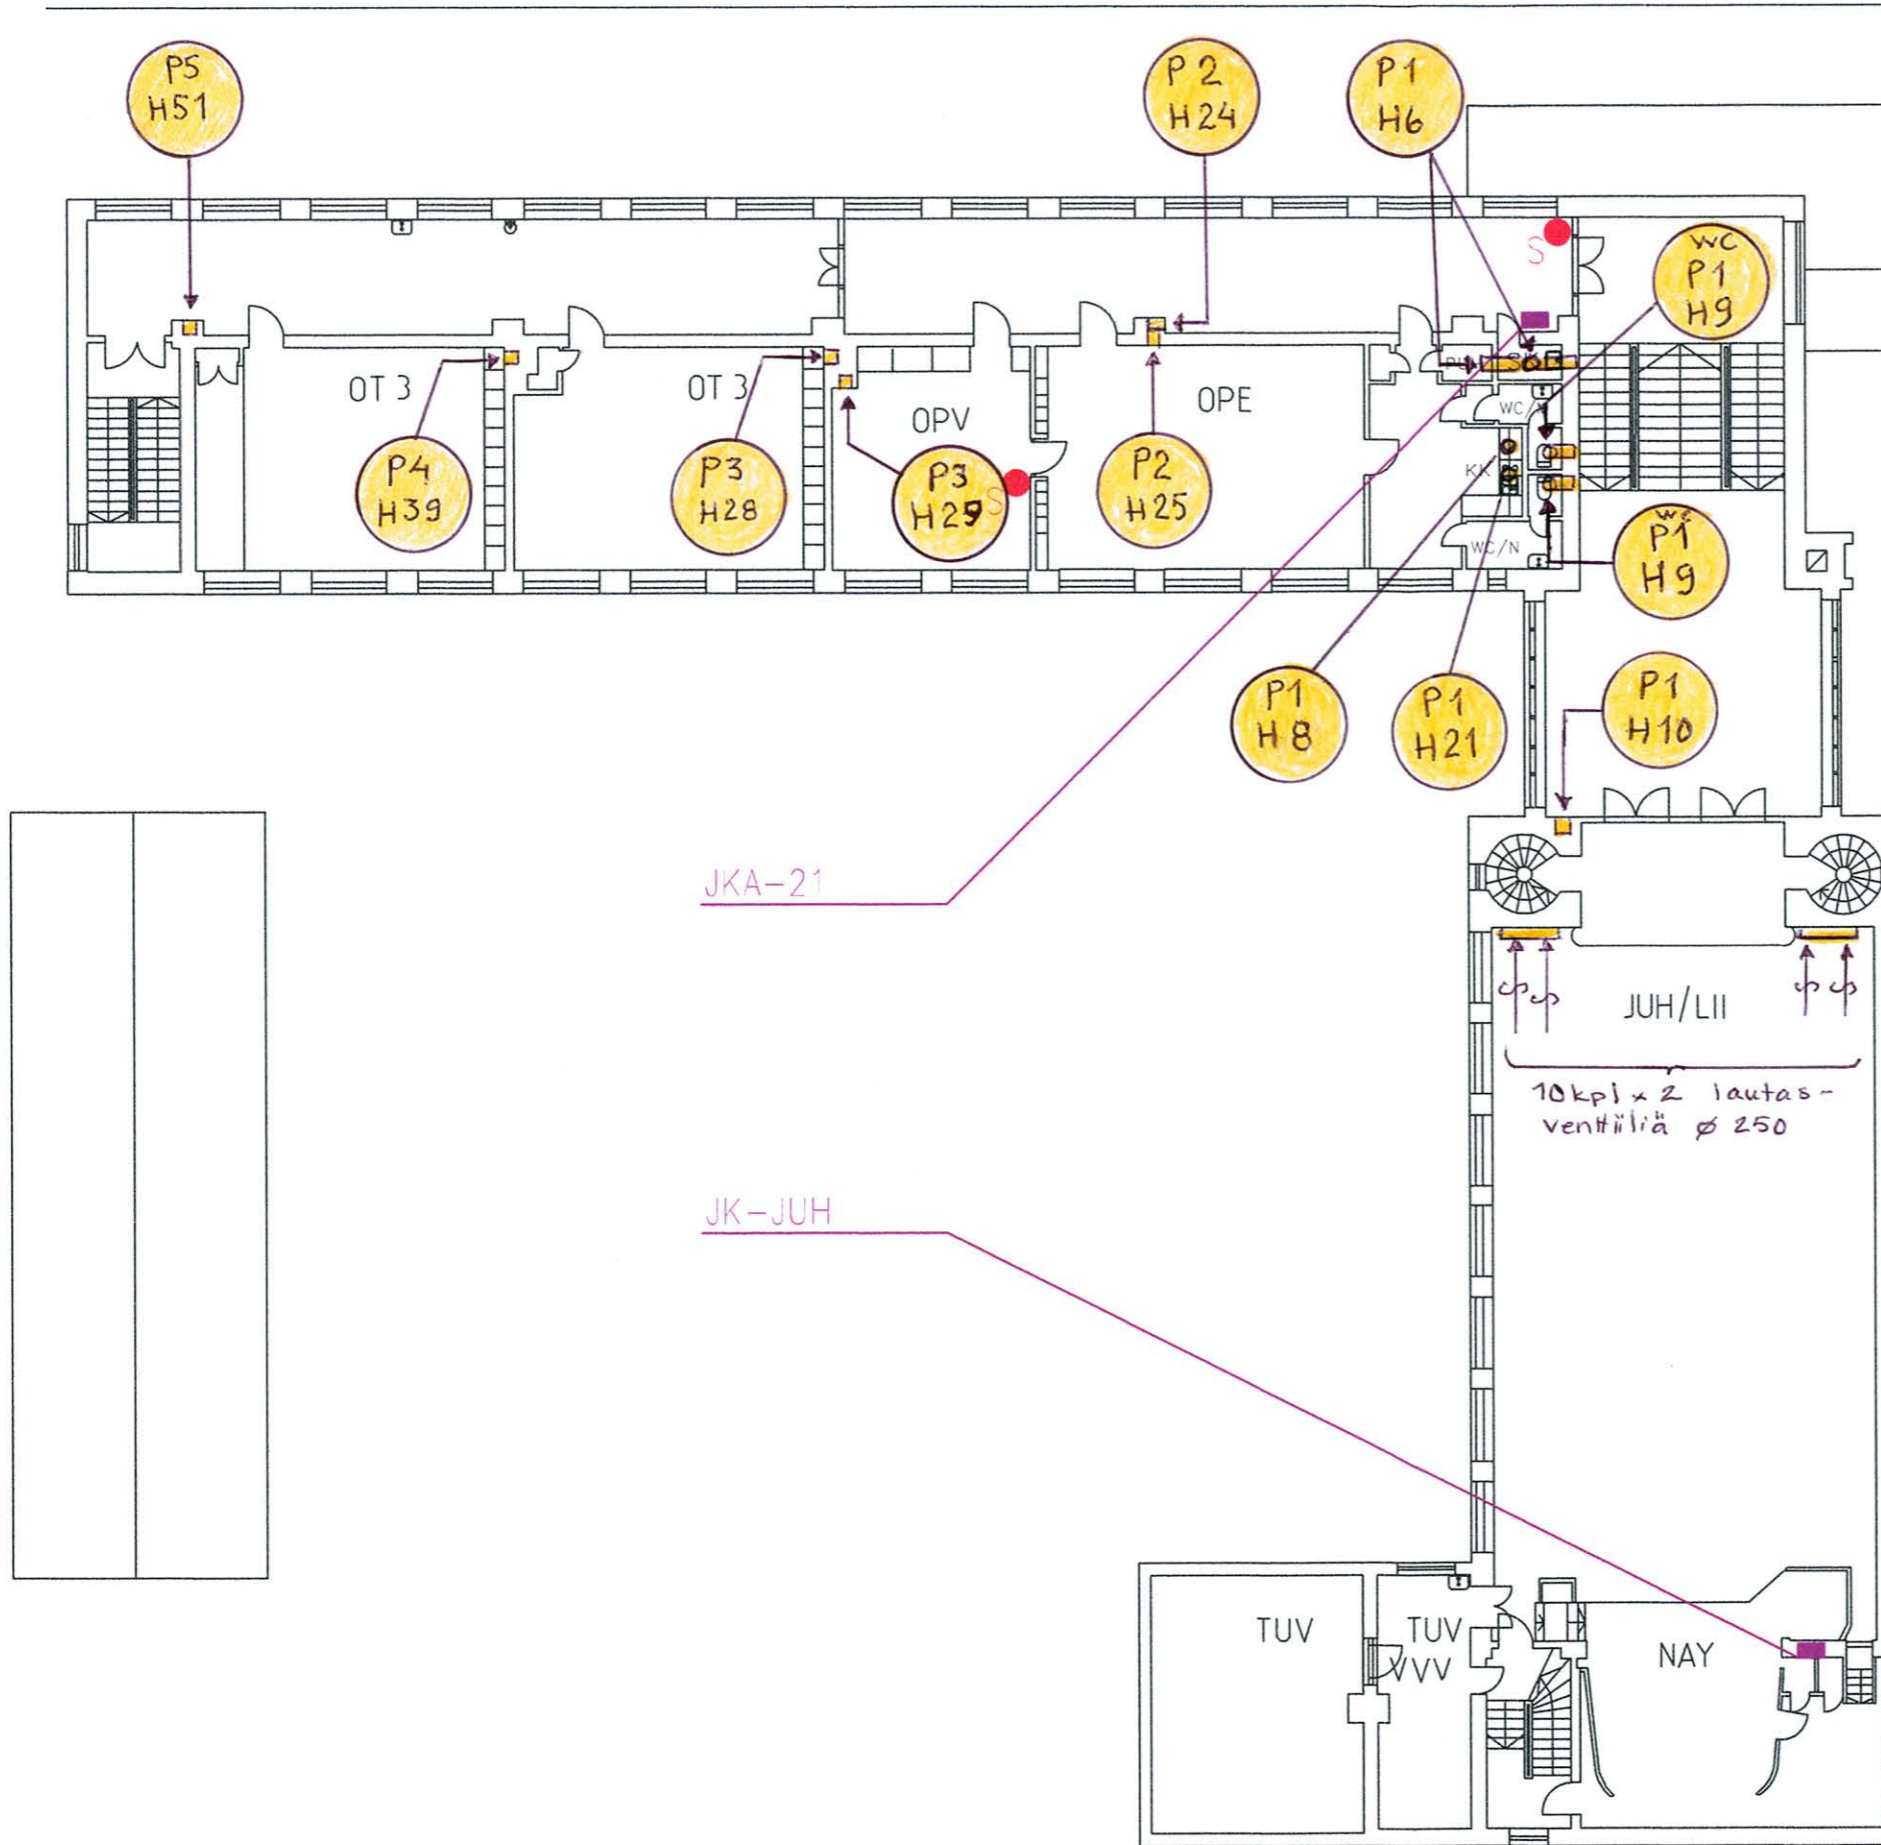 P5
H51
P2
H24
P1
H6
WC
P1
H9
S
OT 3
OT 3
OPV
OPE
WC/N
KK
WC/N
P4
H39
P3
H28
P3
H29
S
P2
H25
WC
P1
H9
P1
H8
P1
H21
P1
H10
JKA-21
JUH/LII
10kpl x 2 lautas-
venttiiliä ø 250
JK-JUH
TUV
TUV
VVV
NAY